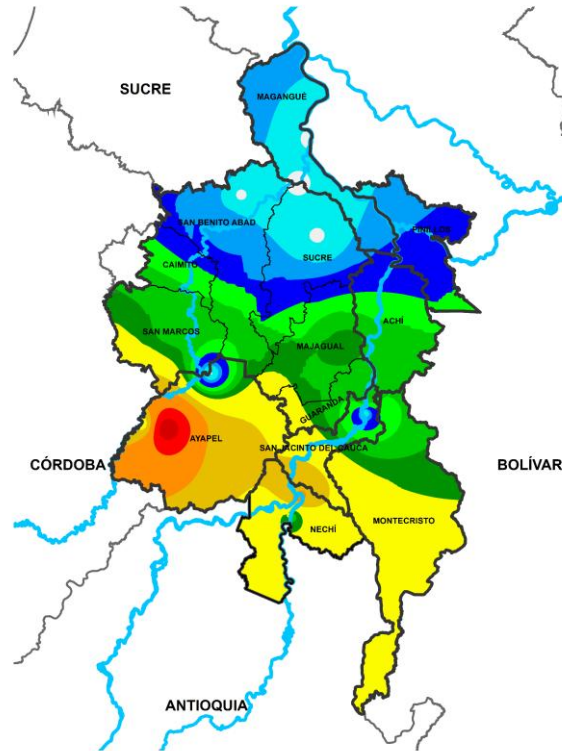 SUCRE
MAGANGUÉ
SAN BENITO ABAD
PINILLOS
SUCRE
CAIMITO
SAN MARCOS
ACHÍ
MAJAGUAL
GUARANDA
AYAPEL
SAN JACINTO DEL CAUCA
CÓRDOBA
BOLÍVAR
MONTECRISTO
NECHÍ
ANTIOQUIA